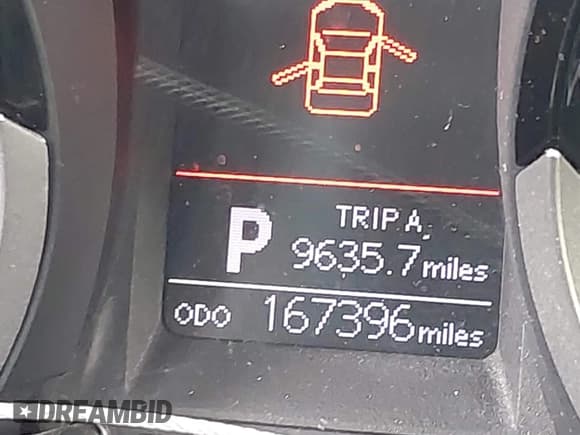 TRIP A
P 9635.7 miles
ODO 167396 miles
DREAMBID